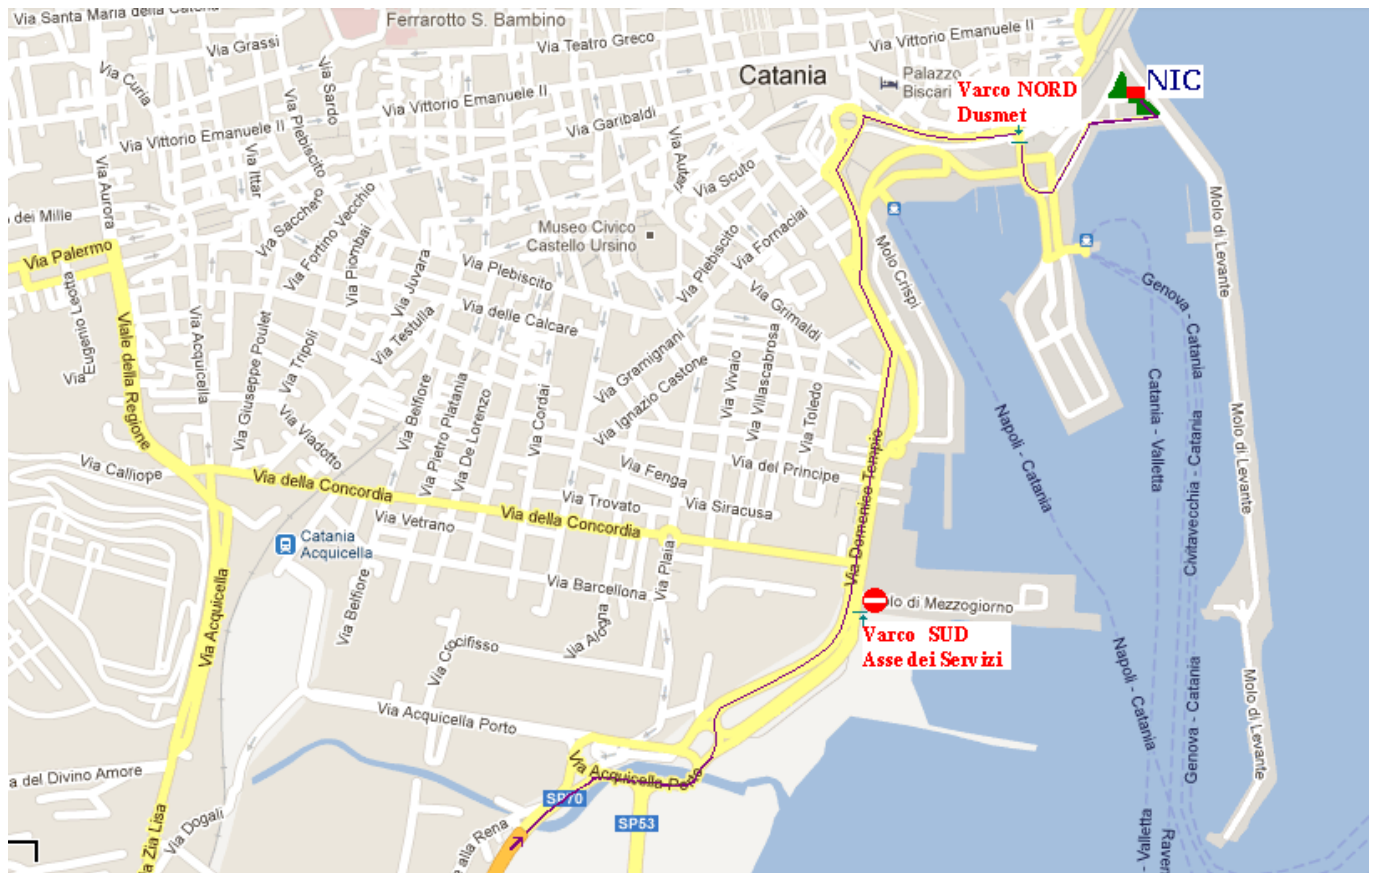 Via Santa Maria della Catena
Ferrarotto S. Bambino
Via Grassi
Via Teatro Greco
Via Vittorio Emanuele II
Via Curia
Via Sardo
Catania
Palazzo
Biscari
Varco NORD
Dusmet
NIC
Via Vittorio Emanuele II
Via Plebiscito
Via Garibaldi
Via Vittorio Emanuele II
Via Ittar
Via Auteri
Via Scuto
Via Aurora
dei Mille
Via Sacchero
Via Fortino Vecchio
Via Piombai
Museo Civico
Castello Ursino
Via Plebiscito
Via Fornaciai
Molo di Levante
Molo Crispi
Via Palermo
Via Juvara
Via Plebiscito
Genova - Catania
Via Eugenio Leotta
Viale della Regione
Via Acquicella
Via Giuseppe Poulet
Via Tripoli
Via Testulla
Via delle Calcare
Via Grimaldi
Via Gramignani
Via Ignazio Castone
Via Vivaio
Via Villascabrosa
Via Toledo
Via Viadotto
Via Belfiore
Via Pietro Platania
Via De Lorenzo
Via Cordai
Napoli - Catania
Catania - Valletta
Civitavecchia - Catania
Molo di Levante
Via Calliope
Via della Concordia
Via Fenga
Via del Principe
Via Domenico Tempio
Via Trovato
Via Siracusa
Via Vetrano
Via della Concordia
Catania
Acquicella
Via Plaia
Via Belfiore
Via Barcellona
Via Acquicella
lo di Mezzogiorno
Varco SUD
Asse dei Servizi
Napoli - Catania
Genova - Catania
Molo di Levante
Via Acquicella Porto
Via Acquicella Porto
a del Divino Amore
SP70
SP53
Via Dogali
a Zia Lisa
e alla Rena
- Valletta
Raven